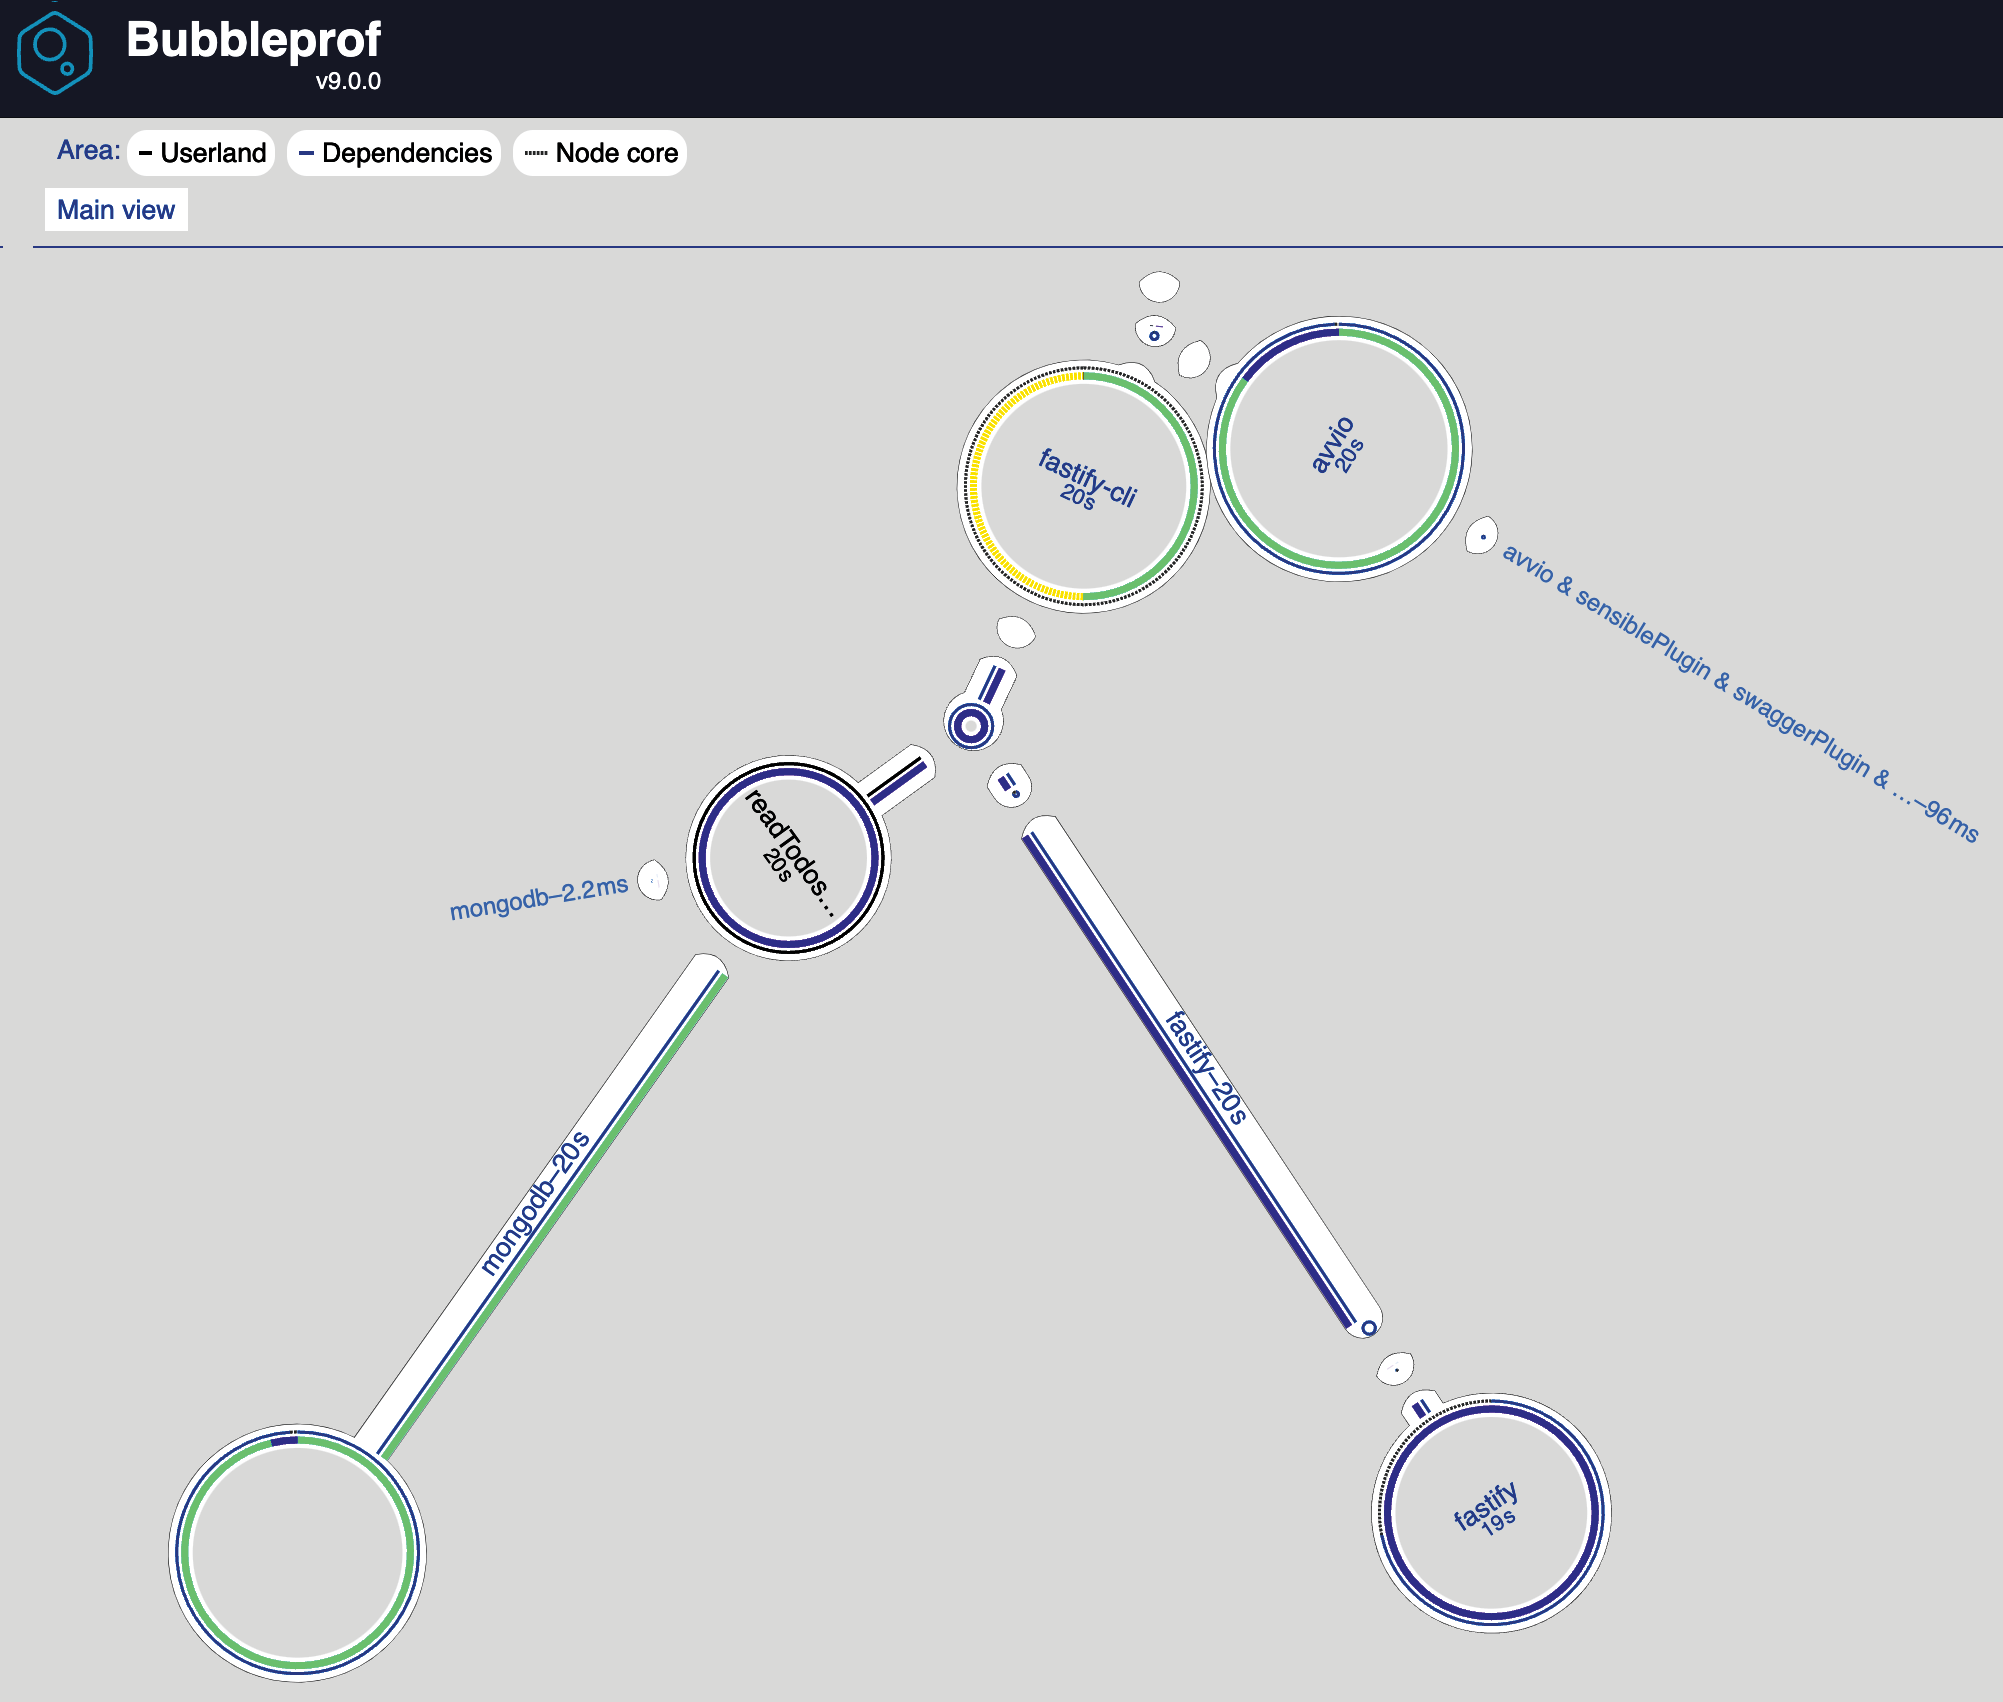 Bubbleprof
v9.0.0
Area:
Userland
Dependencies
Node core
Main view
avvio
20s
fastify-cli
20s
avvio & sensiblePlugin & swaggerPlugin & …–96ms
readTodos…
20s
mongodb–2.2ms
fastify–20s
mongodb–20s
fastify
19s